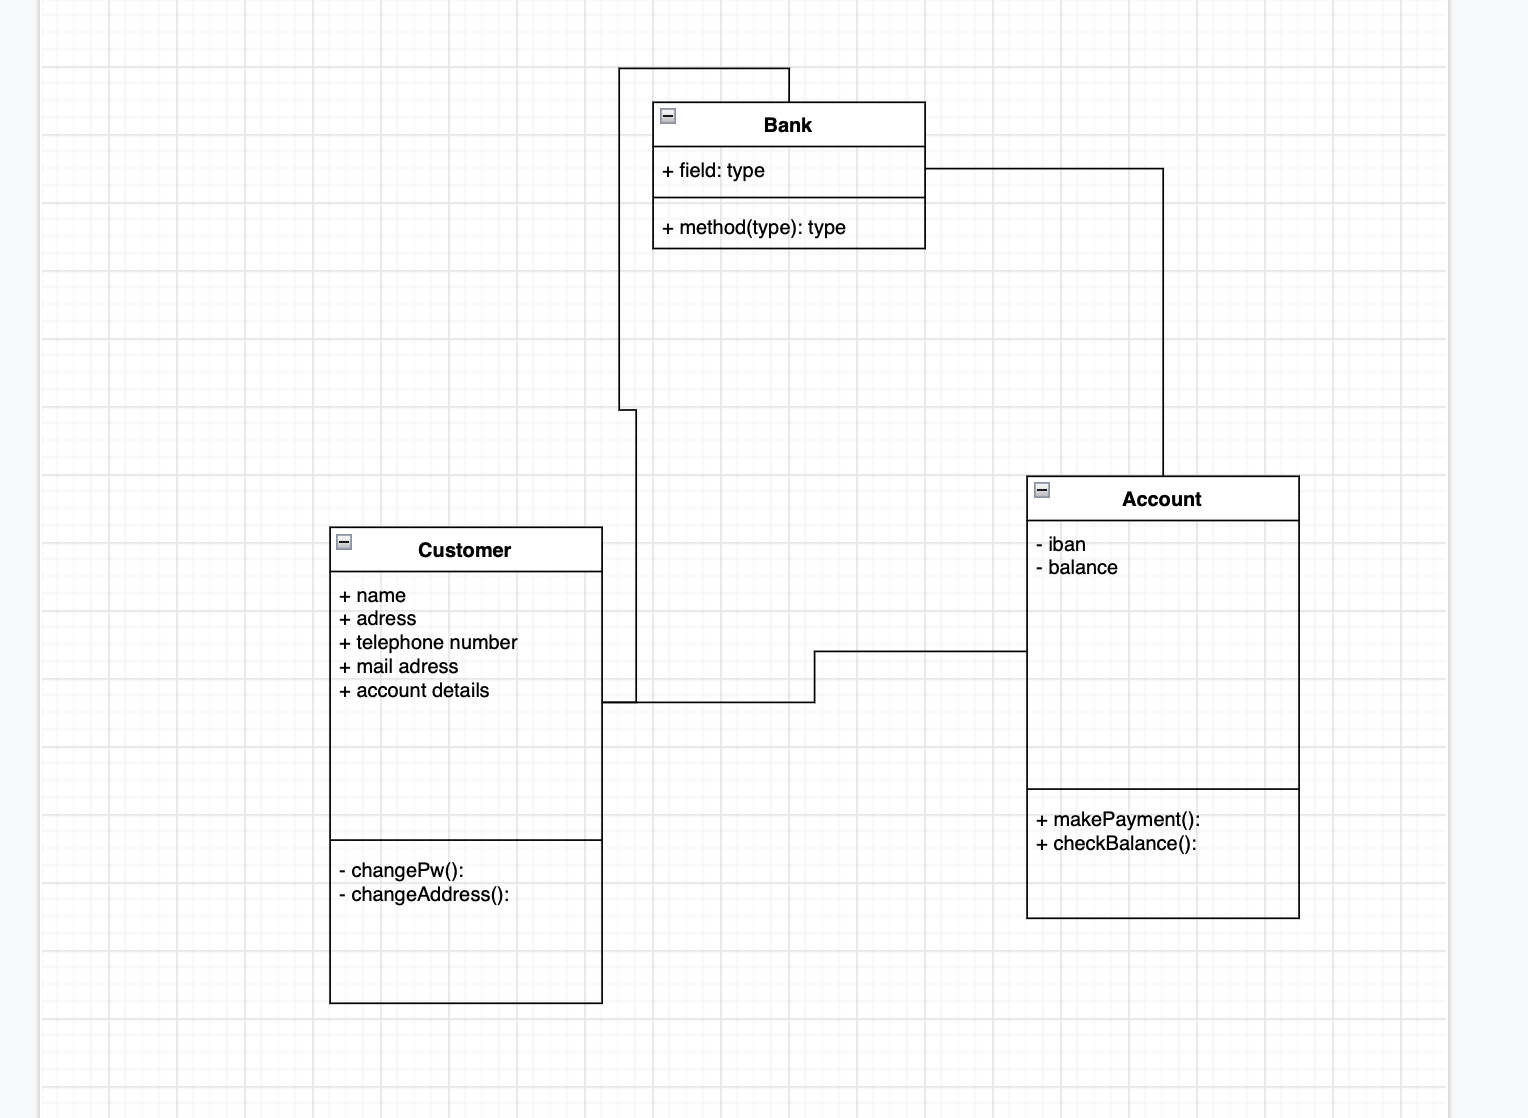 Bank
+ field: type
+ method(type): type
Account
- iban
- balance
+ makePayment():
+ checkBalance():
Customer
+ name
+ adress
+ telephone number
+ mail adress
+ account details
- changePw():
- changeAddress():